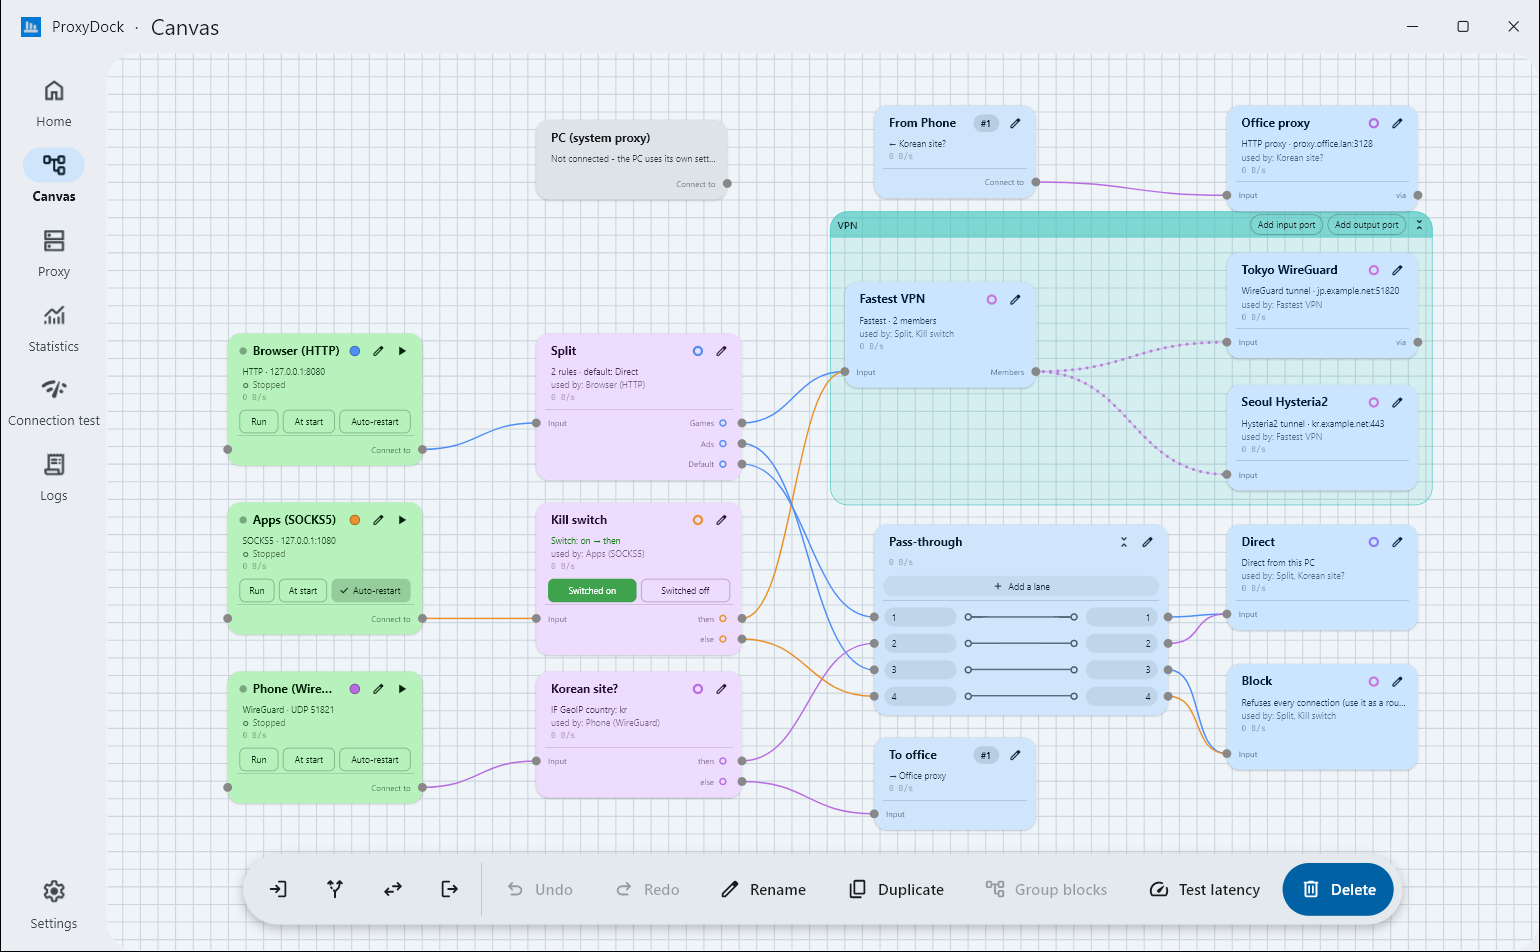 ProxyDock · Canvas
Home
Canvas
Proxy
Statistics
Connection test
Logs
Settings
PC (system proxy)
Not connected - the PC uses its own sett...
Connect to
From Phone #1
← Korean site?
0 B/s
Connect to
Office proxy
HTTP proxy · proxy.office.lan:3128
used by: Korean site?
0 B/s
Input via
VPN Add input port Add output port
Fastest VPN
Fastest · 2 members
used by: Split, Kill switch
0 B/s
Input Members
Tokyo WireGuard
WireGuard tunnel · jp.example.net:51820
used by: Fastest VPN
0 B/s
Input via
Seoul Hysteria2
Hysteria2 tunnel · kr.example.net:443
used by: Fastest VPN
0 B/s
Input
Browser (HTTP)
HTTP · 127.0.0.1:8080
Stopped
0 B/s
Run At start Auto-restart
Connect to
Split
2 rules · default: Direct
used by: Browser (HTTP)
0 B/s
Input Games
Ads
Default
Apps (SOCKS5)
SOCKS5 · 127.0.0.1:1080
Stopped
0 B/s
Run At start ✓ Auto-restart
Connect to
Kill switch
Switch: on → then
used by: Apps (SOCKS5)
0 B/s
Switched on Switched off
Input then
else
Pass-through
0 B/s
+ Add a lane
1 1
2 2
3 3
4 4
Direct
Direct from this PC
used by: Split, Korean site?
0 B/s
Input
Phone (Wire...
WireGuard · UDP 51821
Stopped
0 B/s
Run At start Auto-restart
Connect to
Korean site?
IF GeoIP country: kr
used by: Phone (WireGuard)
0 B/s
Input then
else
Block
Refuses every connection (use it as a rou...
used by: Split, Kill switch
0 B/s
Input
To office #1
→ Office proxy
0 B/s
Input
Undo Redo Rename Duplicate Group blocks Test latency Delete